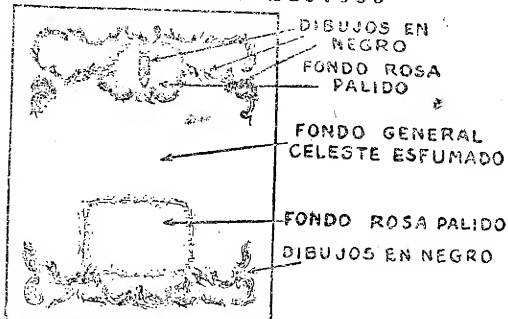 DIBUJOS EN
NEGRO
FONDO ROSA
PALIDO
FONDO GENERAL
CELESTE ESFUMADO
FONDO ROSA PALIDO
DIBUJOS EN NEGRO